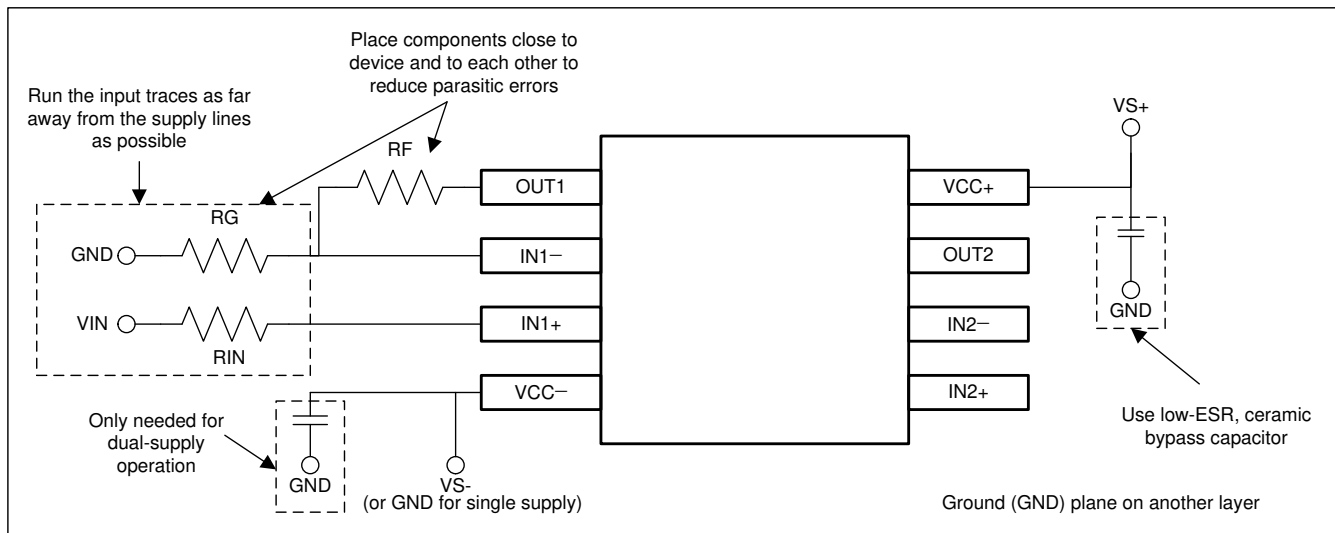 Place components close to
device and to each other to
reduce parasitic errors
Run the input traces as far
away from the supply lines
as possible
VS+
RF
OUT1
VCC+
RG
GND
IN1−
OUT2
GND
VIN
RIN
IN1+
IN2−
VCC−
IN2+
Only needed for
dual-supply
operation
GND
VS-
(or GND for single supply)
Use low-ESR, ceramic
bypass capacitor
Ground (GND) plane on another layer